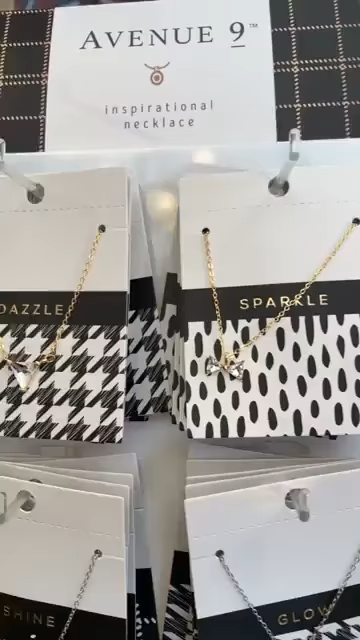 AVENUE 9™
inspirational
necklace
DAZZLE
SPARKLE
SHINE
GLOW